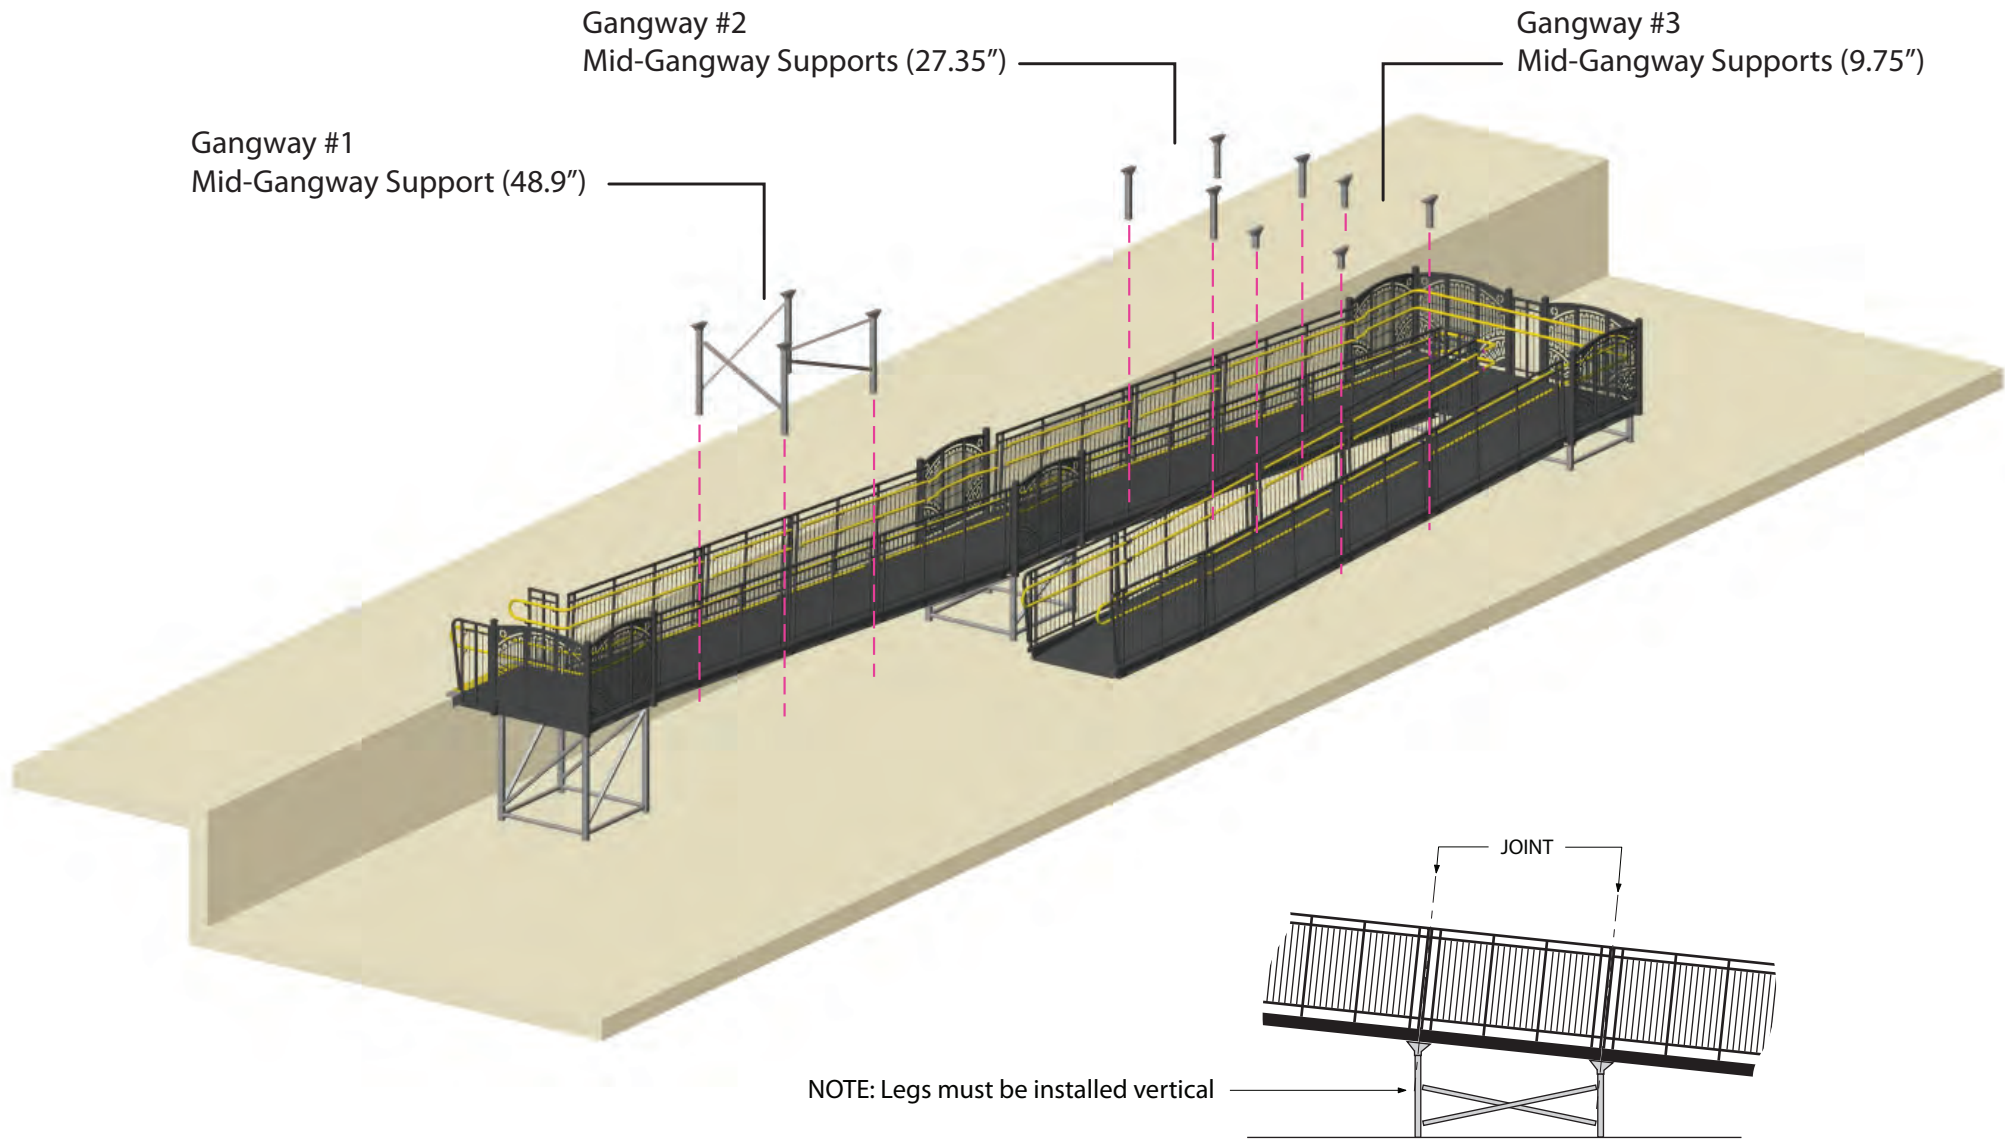 Gangway #2
Mid-Gangway Supports (27.35”)
Gangway #3
Mid-Gangway Supports (9.75”)
Gangway #1
Mid-Gangway Support (48.9”)
JOINT
NOTE: Legs must be installed vertical